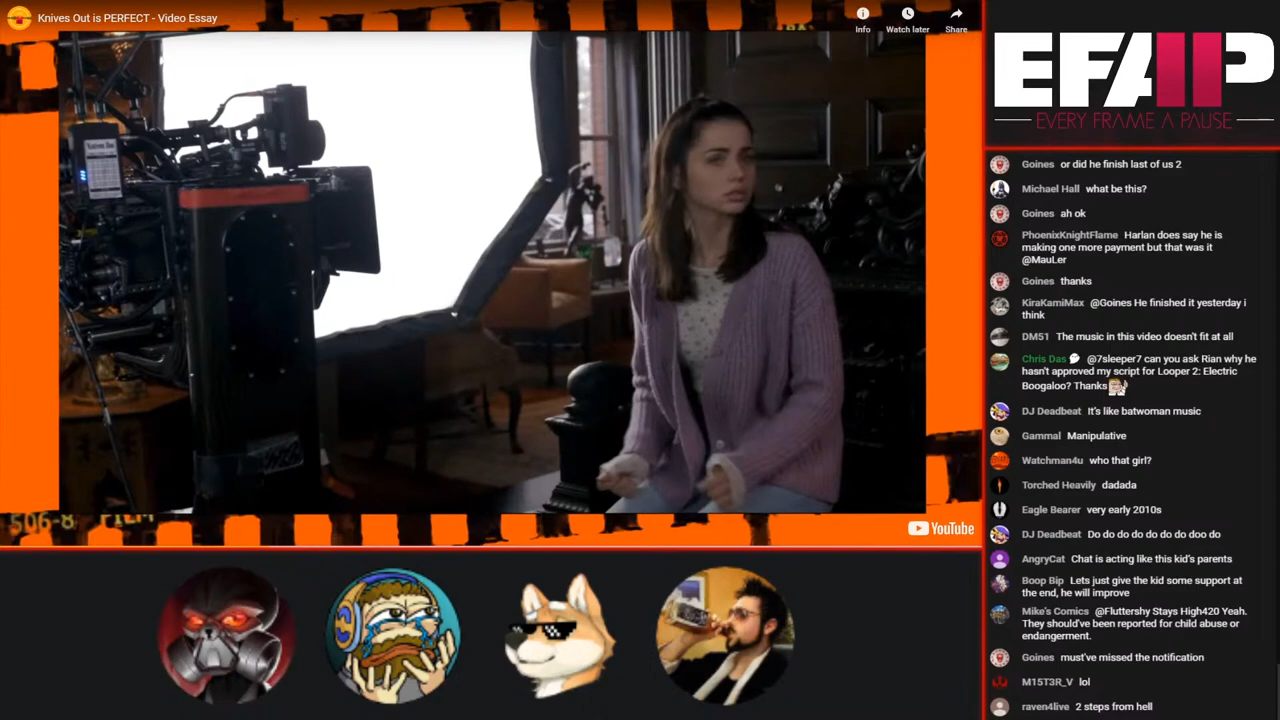 Knives Out is PERFECT - Video Essay
Info
Watch later
Share
506-8 FILM
YouTube
EFAP
EVERY FRAME A PAUSE
Goines or did he finish last of us 2
Michael Hall what be this?
Goines ah ok
PhoenixKnightFlame Harlan does say he is
making one more payment but that was it
@MauLer
Goines thanks
KiraKamiMax @Goines He finished it yesterday i
think
DM51 The music in this video doesn't fit at all
Chris Das @7sleeper7 can you ask Rian why he
hasn't approved my script for Looper 2: Electric
Boogaloo? Thanks
DJ Deadbeat It's like batwoman music
Gammal Manipulative
Watchman4u who that girl?
Torched Heavily dadada
Eagle Bearer very early 2010s
DJ Deadbeat Do do do do do do doo do
AngryCat Chat is acting like this kid's parents
Boop Bip Lets just give the kid some support at
the end, he will improve
Mike's Comics @Fluttershy Stays High420 Yeah.
They should've been reported for child abuse or
endangerment.
Goines must've missed the notification
M15T3R_V lol
raven4live 2 steps from hell